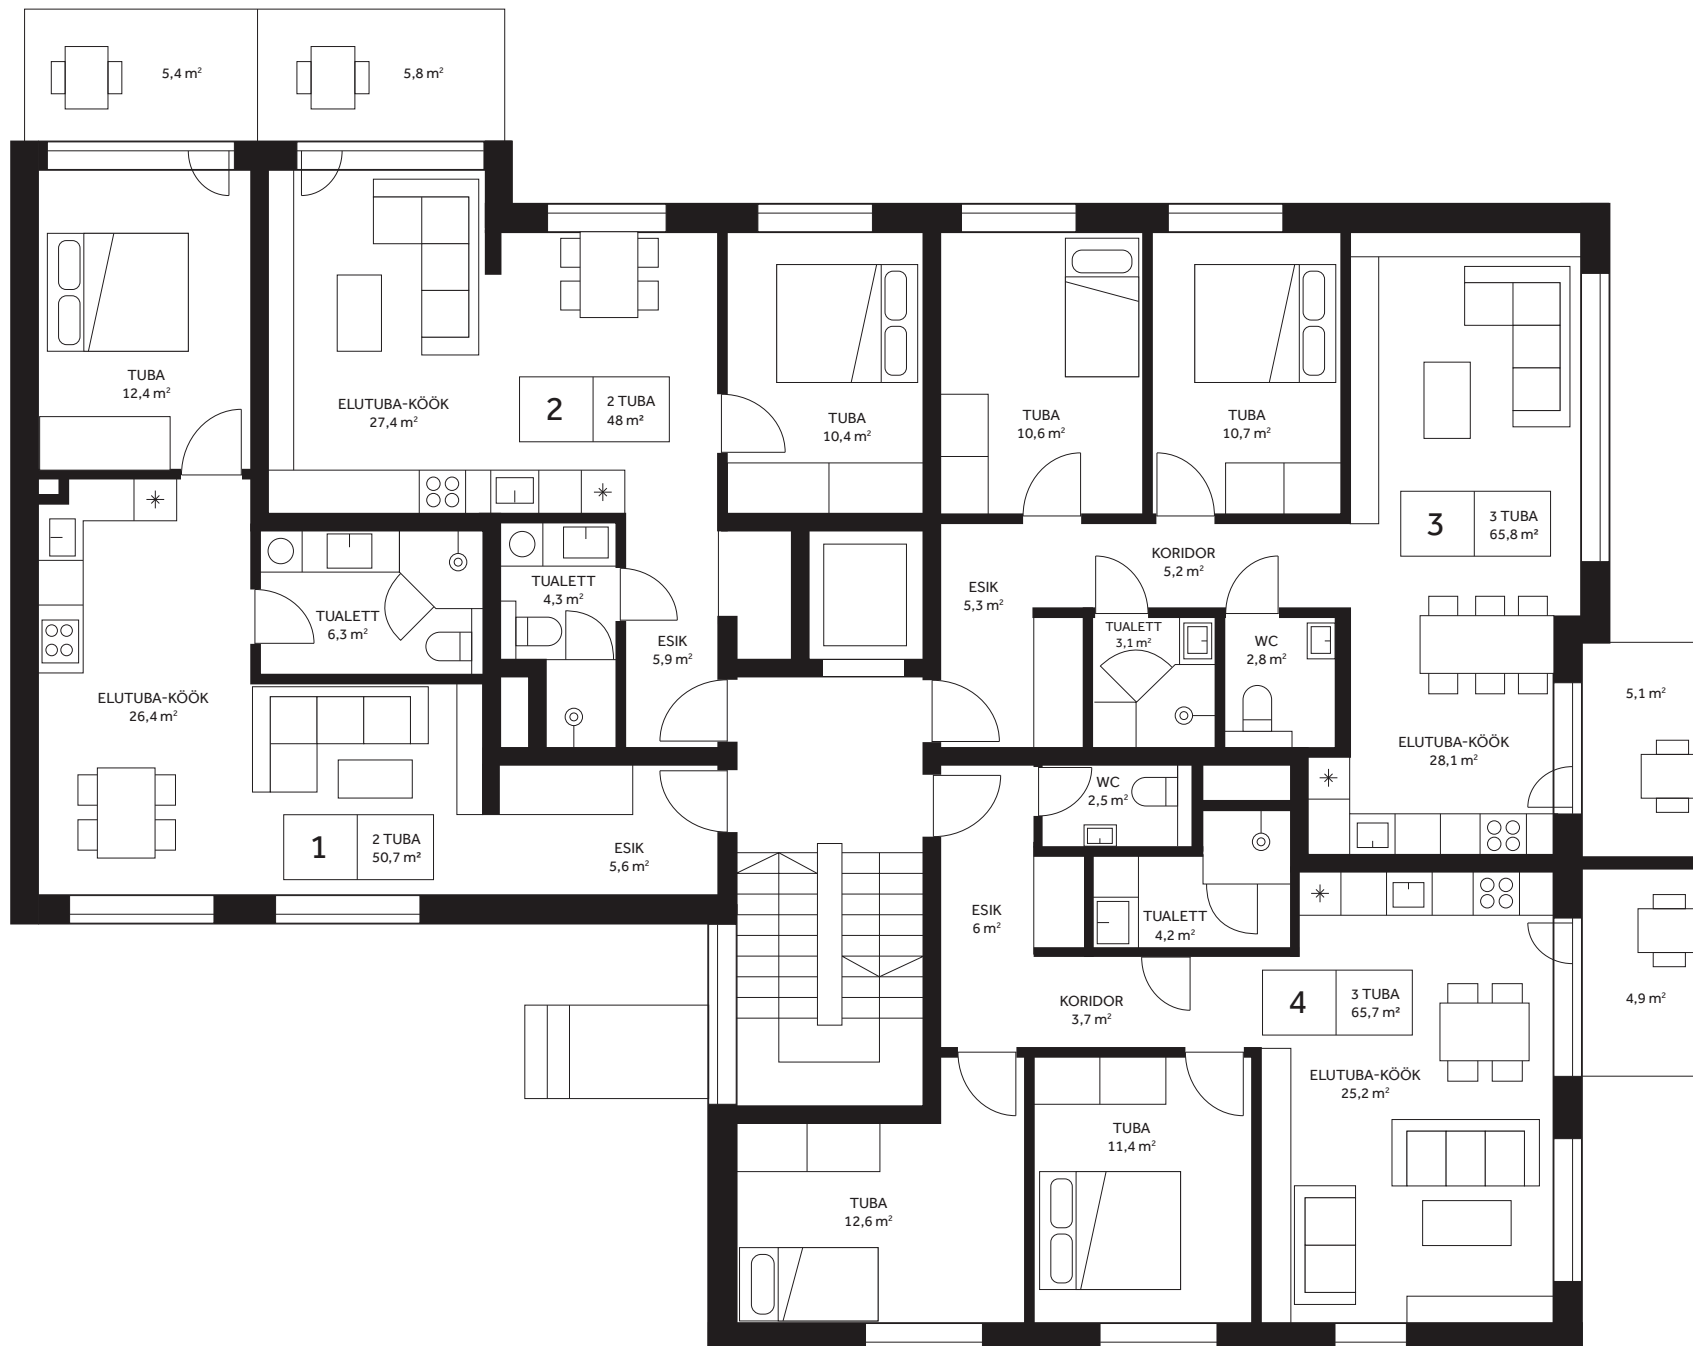 5,4 m²
5,8 m²
TUBA
12,4 m²
ELUTUBA-KÖÖK
27,4 m²
2
2 TUBA
48 m²
TUBA
10,4 m²
TUBA
10,6 m²
TUBA
10,7 m²
3
3 TUBA
65,8 m²
KORIDOR
5,2 m²
ESIK
5,3 m²
TUALETT
4,3 m²
TUALETT
6,3 m²
ESIK
5,9 m²
TUALETT
3,1 m²
WC
2,8 m²
ELUTUBA-KÖÖK
26,4 m²
5,1 m²
ELUTUBA-KÖÖK
28,1 m²
WC
2,5 m²
1
2 TUBA
50,7 m²
ESIK
5,6 m²
ESIK
6 m²
TUALETT
4,2 m²
KORIDOR
3,7 m²
4
3 TUBA
65,7 m²
4,9 m²
ELUTUBA-KÖÖK
25,2 m²
TUBA
11,4 m²
TUBA
12,6 m²